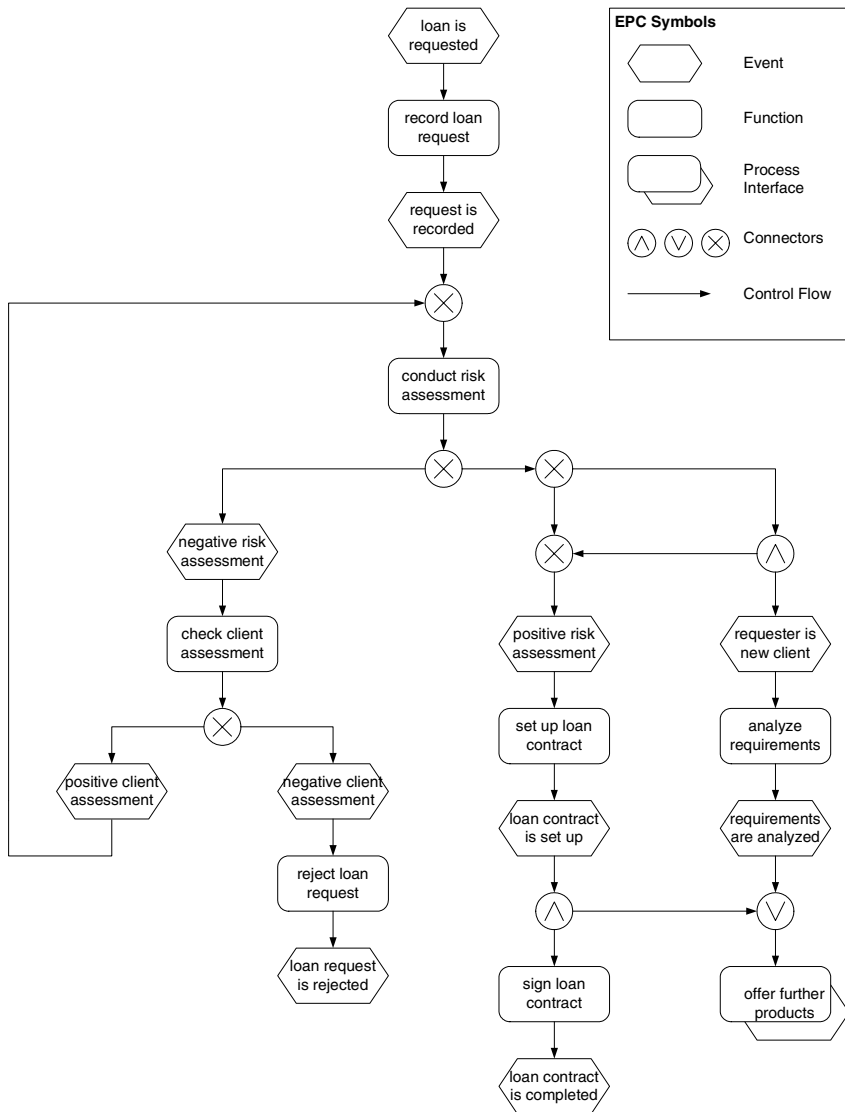 loan is
requested
record loan
request
request is
recorded
conduct risk
assessment
negative risk
assessment
check client
assessment
positive client
assessment
negative client
assessment
reject loan
request
loan request
is rejected
positive risk
assessment
set up loan
contract
loan contract
is set up
sign loan
contract
loan contract
is completed
requester is
new client
analyze
requirements
requirements
are analyzed
offer further
products
EPC Symbols
Event
Function
Process
Interface
Connectors
Control Flow